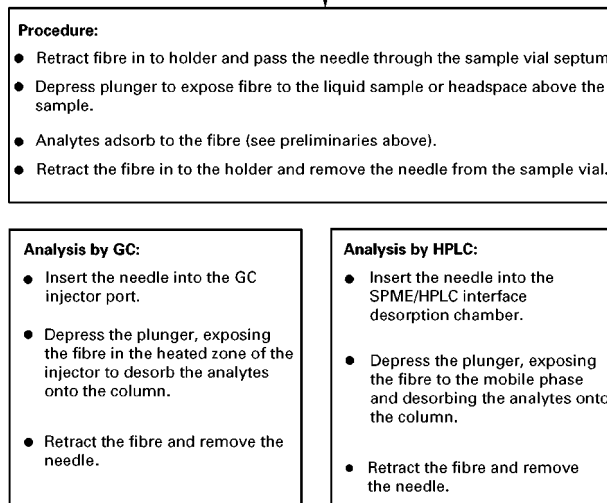 Procedure:
● Retract fibre in to holder and pass the needle through the sample vial septum
● Depress plunger to expose fibre to the liquid sample or headspace above the
sample.
● Analytes adsorb to the fibre (see preliminaries above).
● Retract the fibre in to the holder and remove the needle from the sample vial.
Analysis by GC:
● Insert the needle into the GC
injector port.
● Depress the plunger, exposing
the fibre in the heated zone of the
injector to desorb the analytes
onto the column.
● Retract the fibre and remove the
needle.
Analysis by HPLC:
● Insert the needle into the
SPME/HPLC interface
desorption chamber.
● Depress the plunger, exposing
the fibre to the mobile phase
and desorbing the analytes onto
the column.
● Retract the fibre and remove
the needle.